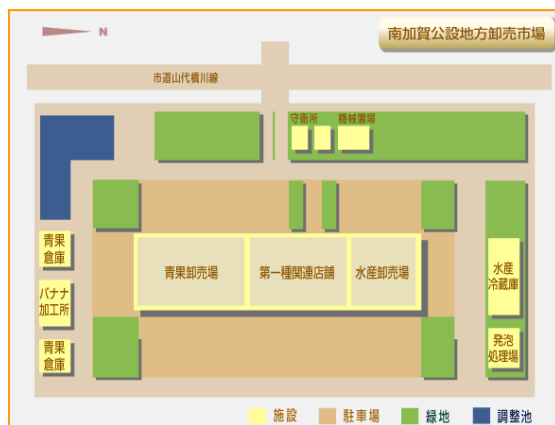 N
南加賀公設地方卸売市場
市道山代橋川線
守衛所
機械置場
青果
倉庫
バナナ
加工所
青果
倉庫
青果卸売場
第一種関連店舗
水産卸売場
水産
冷蔵庫
発泡
処理場
施設
駐車場
緑地
調整池